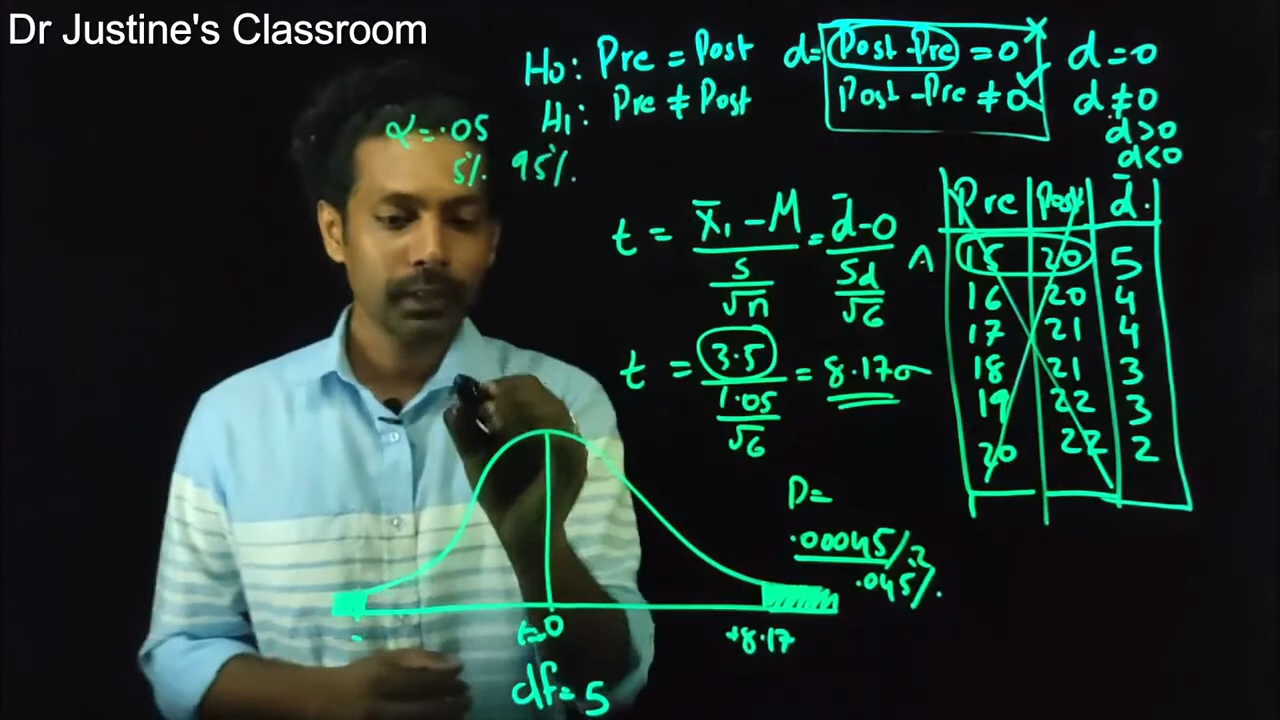 Dr Justine's Classroom
H₀: Pre = Post
H₁: Pre ≠ Post
d= Post-Pre = 0 ×
Post-Pre ≠ 0 ✓
d = 0
d ≠ 0
d > 0
d < 0
α = .05
5% 95%
t = (x̄₁ - M)/(s/√n) = (d̄ - 0)/(Sd/√6)
t = 3.5/(1.05/√6) = 8.17σ
A
Pre Post d̄.
15 20 5
16 20 4
17 21 4
18 21 3
19 22 3
20 22 2
P=
.00045/2
.045%.
t=0
+8.17
df = 5